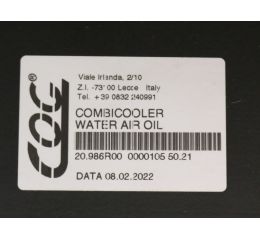 CQG®
Viale Irlanda, 2/10
Z.I. -73100 Lecce Italy
Tel. +39 0832 240991
COMBICOOLER
WATER AIR OIL
20.986R00 0000105 50.21
DATA 08.02.2022